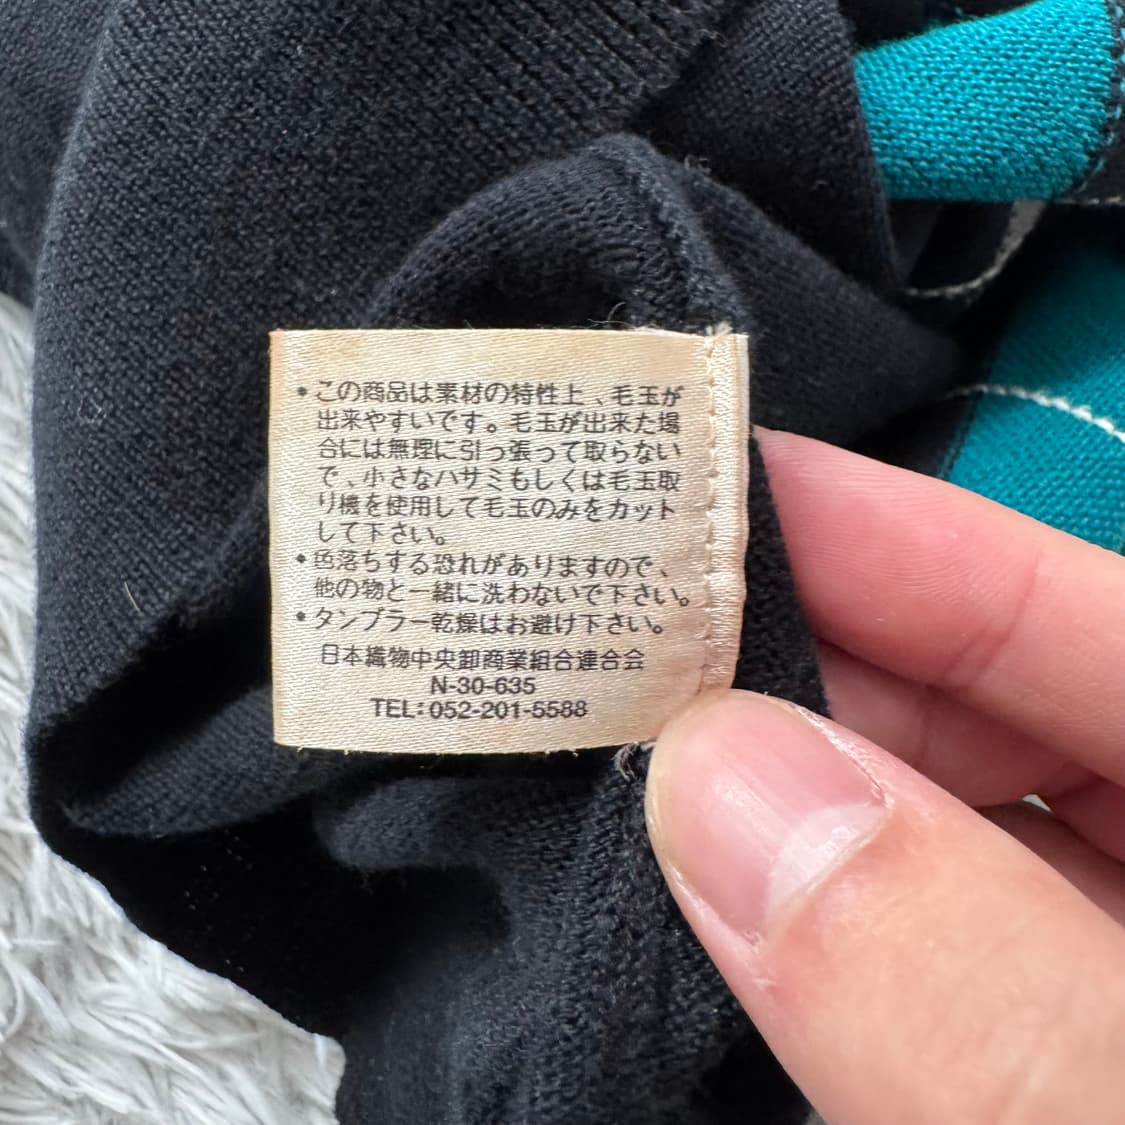 ・この商品は素材の特性上、毛玉が
出来やすいです。毛玉が出来た場
合には無理に引っ張って取らない
で、小さなハサミもしくは毛玉取
り機を使用して毛玉のみをカット
して下さい。
・色落ちする恐れがありますので、
他の物と一緒に洗わないで下さい。
・タンブラー乾燥はお避け下さい。
日本織物中央卸商業組合連合会
N-30-635
TEL:052-201-5588